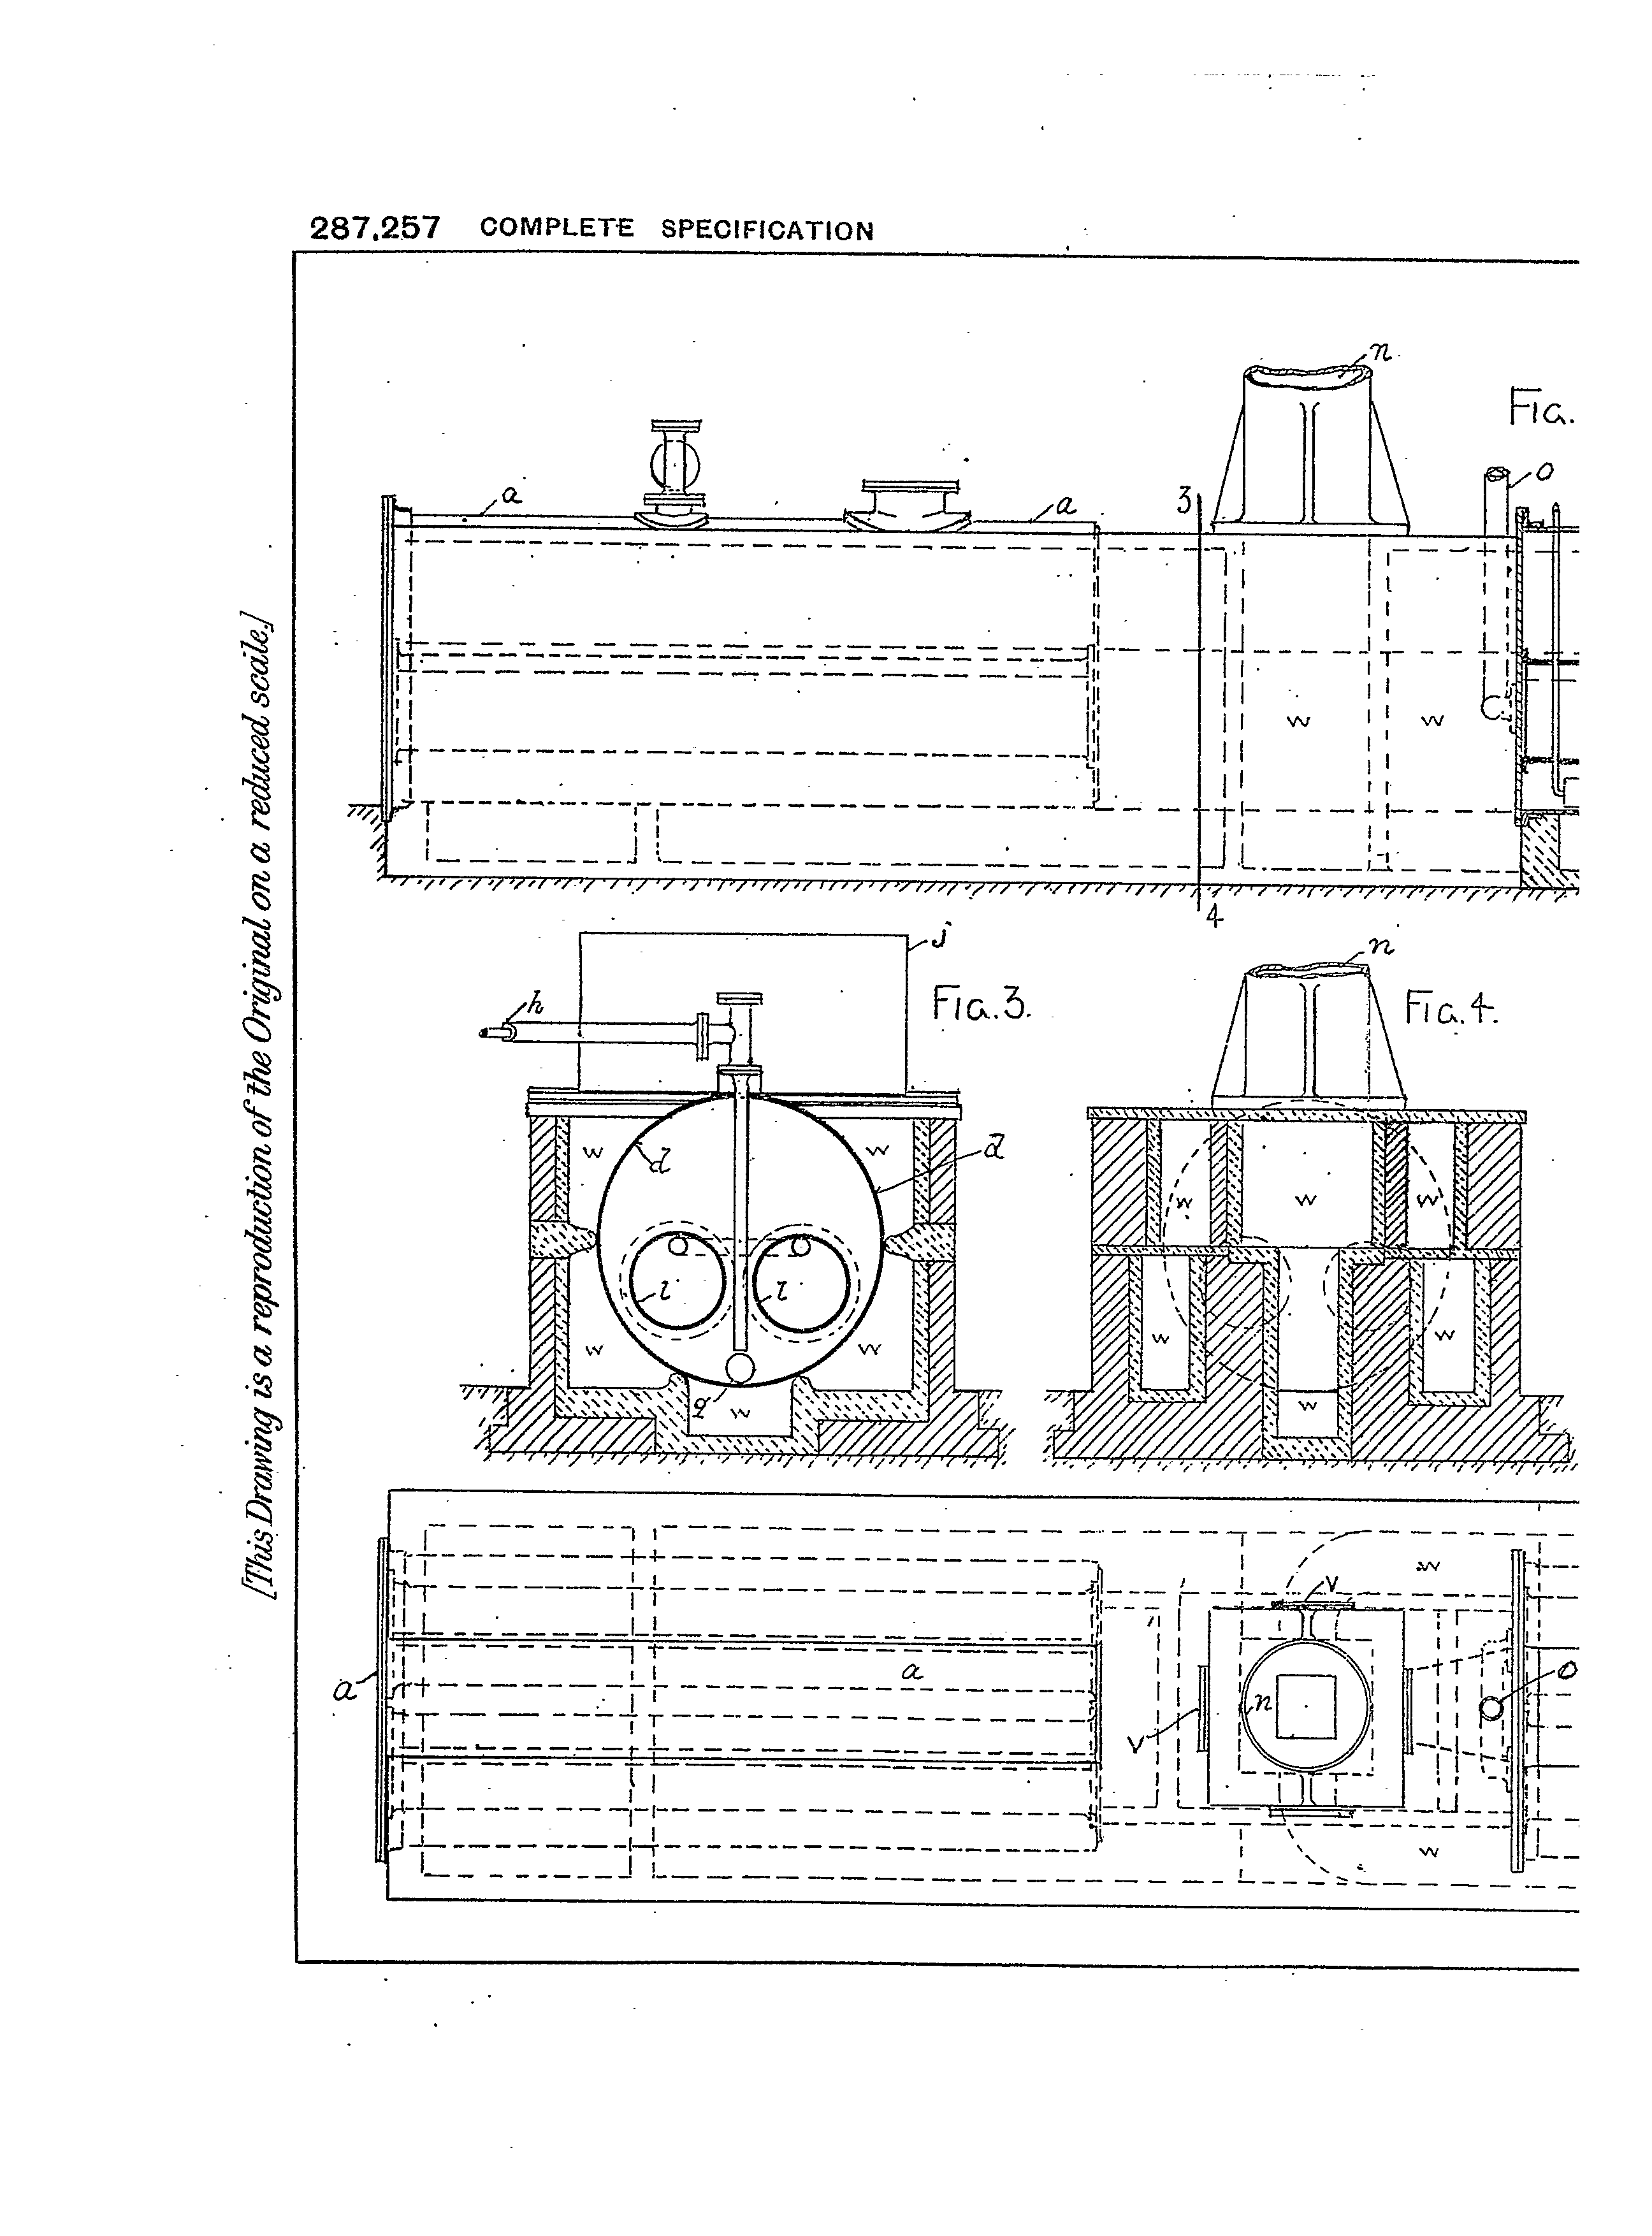 287,257 COMPLETE SPECIFICATION
[This Drawing is a reproduction of the Original on a reduced scale.]
n
FIG.
o
a
a
3
w
w
4
j
n
h
FIG. 3.
FIG. 4.
w
w
d
d
w
w
w
l
l
w
w
w
w
q
w
w
w
v
a
a
n
o
v
w